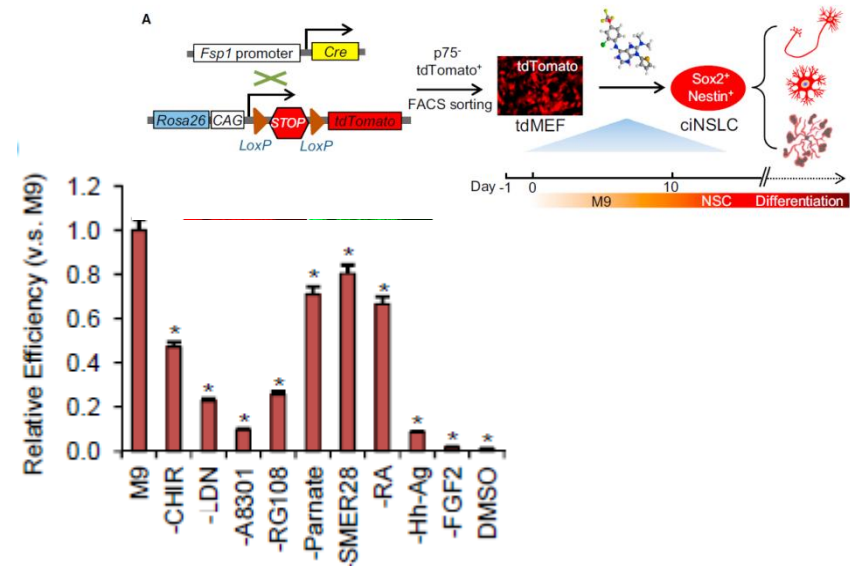 A
Fsp1 promoter
Cre
Rosa26
CAG
STOP
tdTomato
LoxP
LoxP
p75-
tdTomato+
FACS sorting
tdTomato
tdMEF
Sox2+
Nestin+
ciNSLC
Day -1 0 10
M9 NSC Differentiation
Relative Efficiency (v.s. M9)
1.2
1.0
0.8
0.6
0.4
0.2
0.0
*
*
*
*
*
*
*
*
*
*
M9
-CHIR
-LDN
-A8301
-RG108
-Parnate
-SMER28
-RA
-Hh-Ag
-FGF2
DMSO